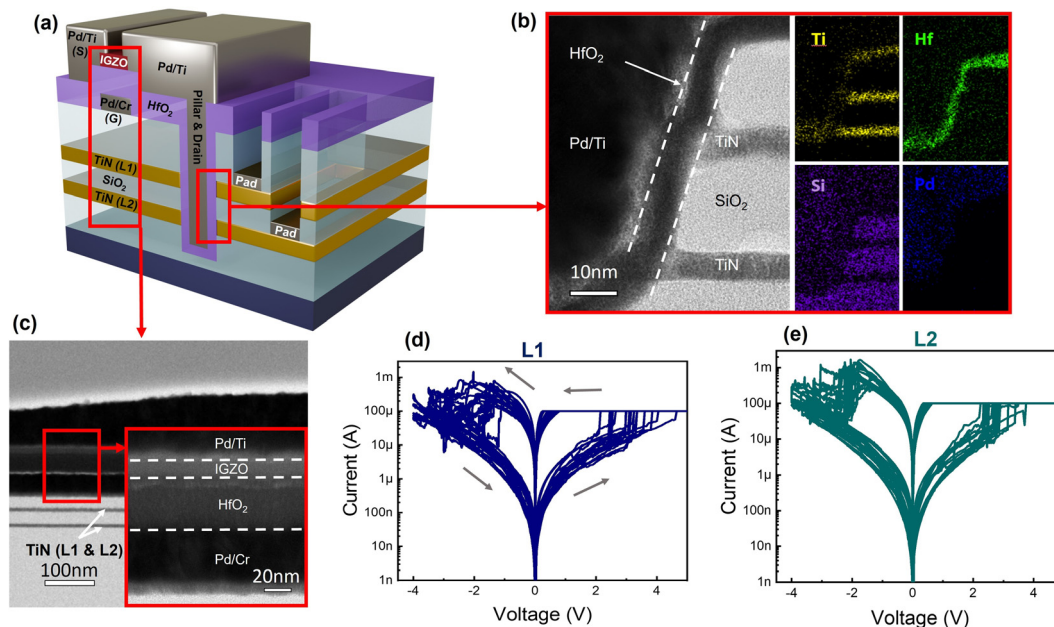 (a)
Pd/Ti
(S)
IGZO
Pd/Ti
Pd/Cr
(G)
HfO₂
Pillar & Drain
TiN (L1)
SiO₂
TiN (L2)
Pad
Pad
(b)
HfO₂
Pd/Ti
TiN
SiO₂
TiN
10nm
Ti
Hf
Si
Pd
(c)
Pd/Ti
IGZO
HfO₂
Pd/Cr
TiN (L1 & L2)
100nm
20nm
(d)
L1
1m
100µ
10µ
1µ
100n
10n
1n
-4
-2
0
2
4
Current (A)
Voltage (V)
(e)
L2
1m
100µ
10µ
1µ
100n
10n
1n
-4
-2
0
2
4
Current (A)
Voltage (V)